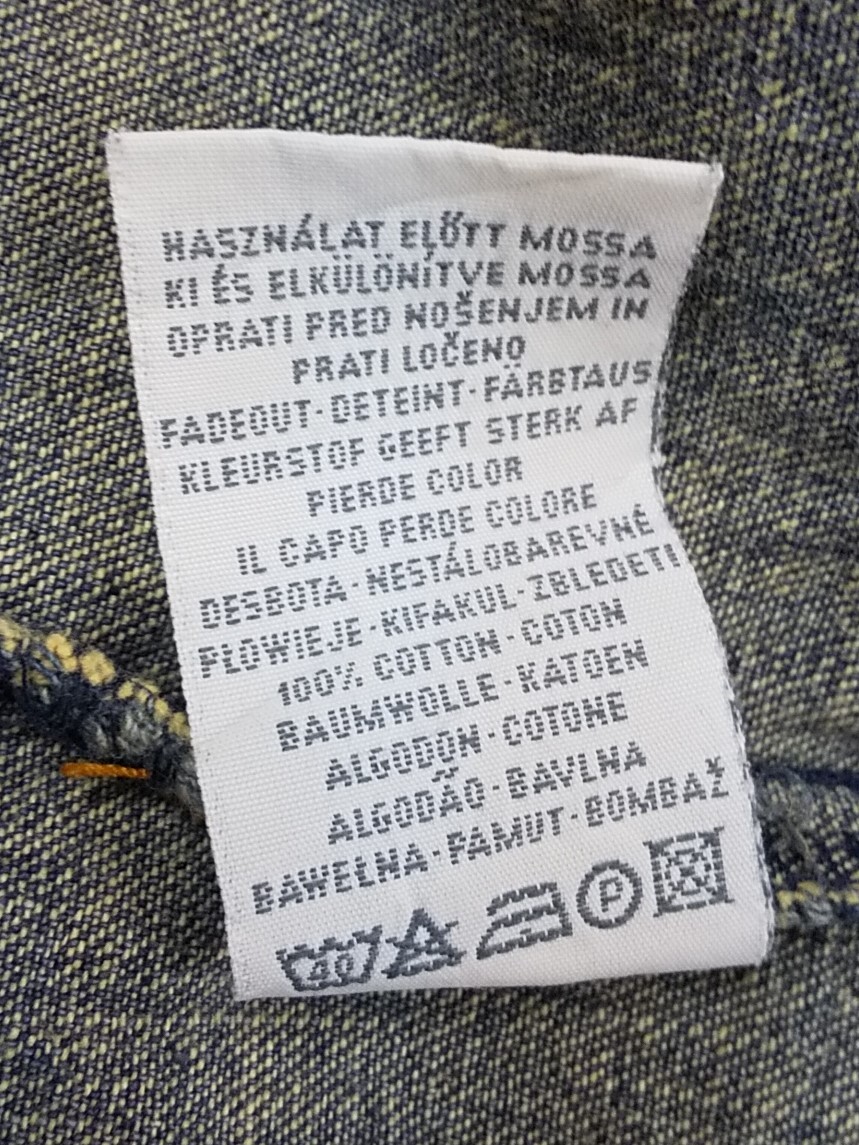 HASZNÁLAT ELŐTT MOSSA
KI ÉS ELKÜLÖNÍTVE MOSSA
OPRATI PRED NOŠENJEM IN
PRATI LOČENO
FADEOUT·DETEINT·FÄRBTAUS
KLEURSTOF GEEFT STERK AF
PIERDE COLOR
IL CAPO PERDE COLORE
DESBOTA·NESTÁLOBAREVNÉ
PŁOWIEJE·KIFAKUL·ZBLEDETI
100% COTTON·COTON
BAUMWOLLE·KATOEN
ALGODON·COTONE
ALGODÃO·BAVLNA
BAWEŁNA·PAMUT·BOMBAŽ
40 P